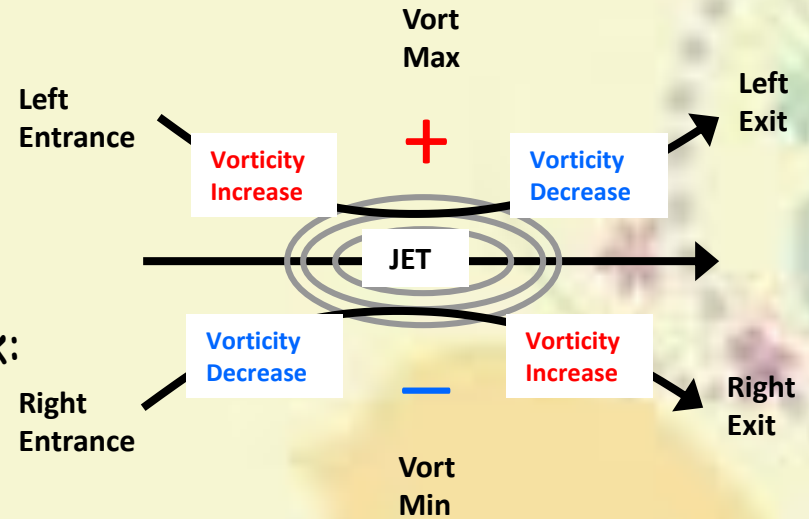 Vort
Max
Left
Entrance
Left
Exit
+
Vorticity
Increase
Vorticity
Decrease
JET
Vorticity
Decrease
Vorticity
Increase
:
Right
Entrance
−
Right
Exit
Vort
Min